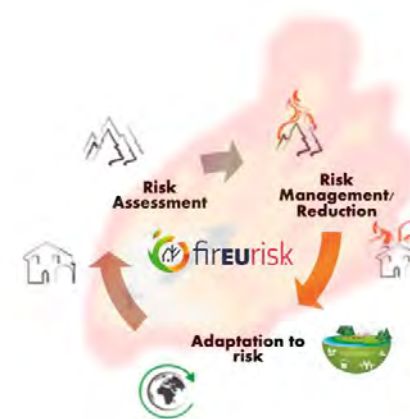 Risk
Assessment
Risk
Management/
Reduction
firEUrisk
Adaptation to
risk